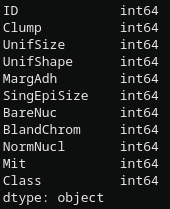 ID int64
Clump int64
UnifSize int64
UnifShape int64
MargAdh int64
SingEpiSize int64
BareNuc int64
BlandChrom int64
NormNucl int64
Mit int64
Class int64
dtype: object